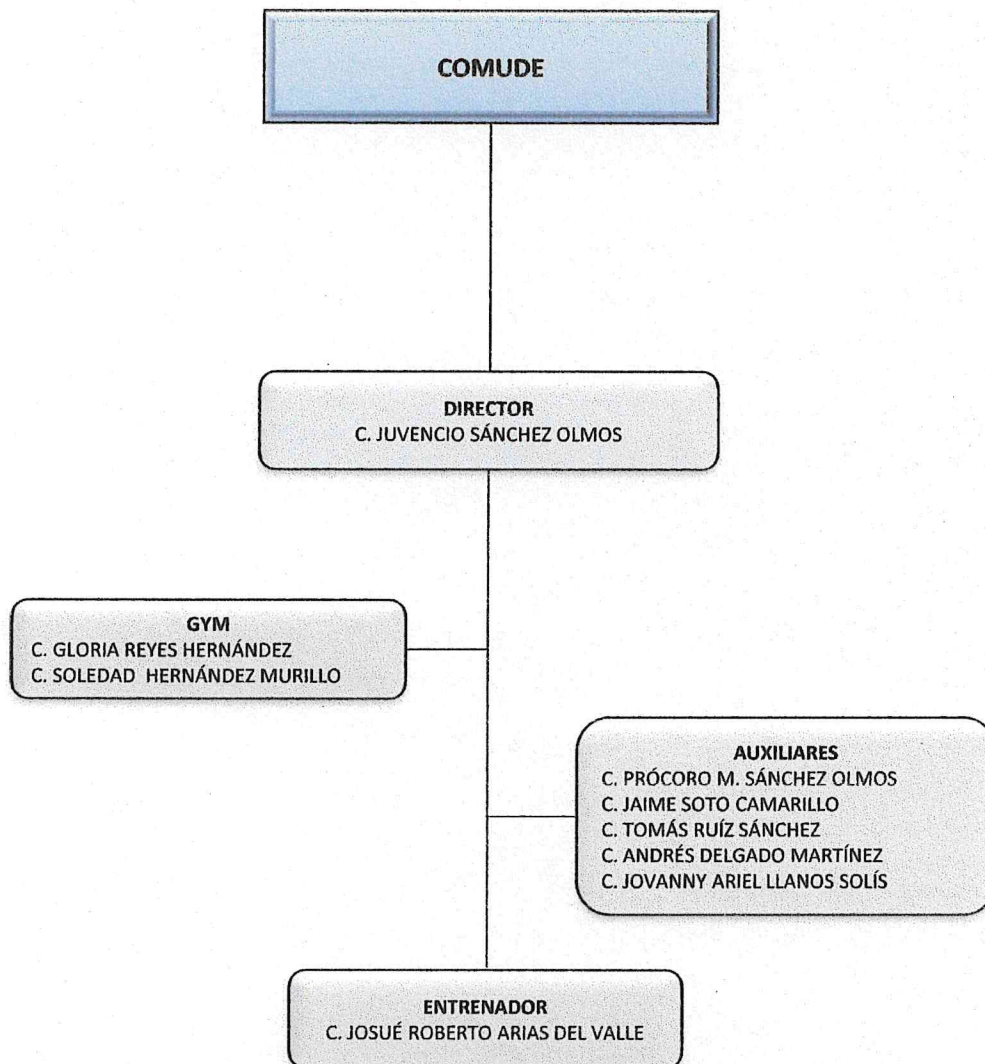 COMUDE
DIRECTOR
C. JUVENCIO SÁNCHEZ OLMOS
GYM
C. GLORIA REYES HERNÁNDEZ
C. SOLEDAD HERNÁNDEZ MURILLO
AUXILIARES
C. PRÓCORO M. SÁNCHEZ OLMOS
C. JAIME SOTO CAMARILLO
C. TOMÁS RUÍZ SÁNCHEZ
C. ANDRÉS DELGADO MARTÍNEZ
C. JOVANNY ARIEL LLANOS SOLÍS
ENTRENADOR
C. JOSUÉ ROBERTO ARIAS DEL VALLE